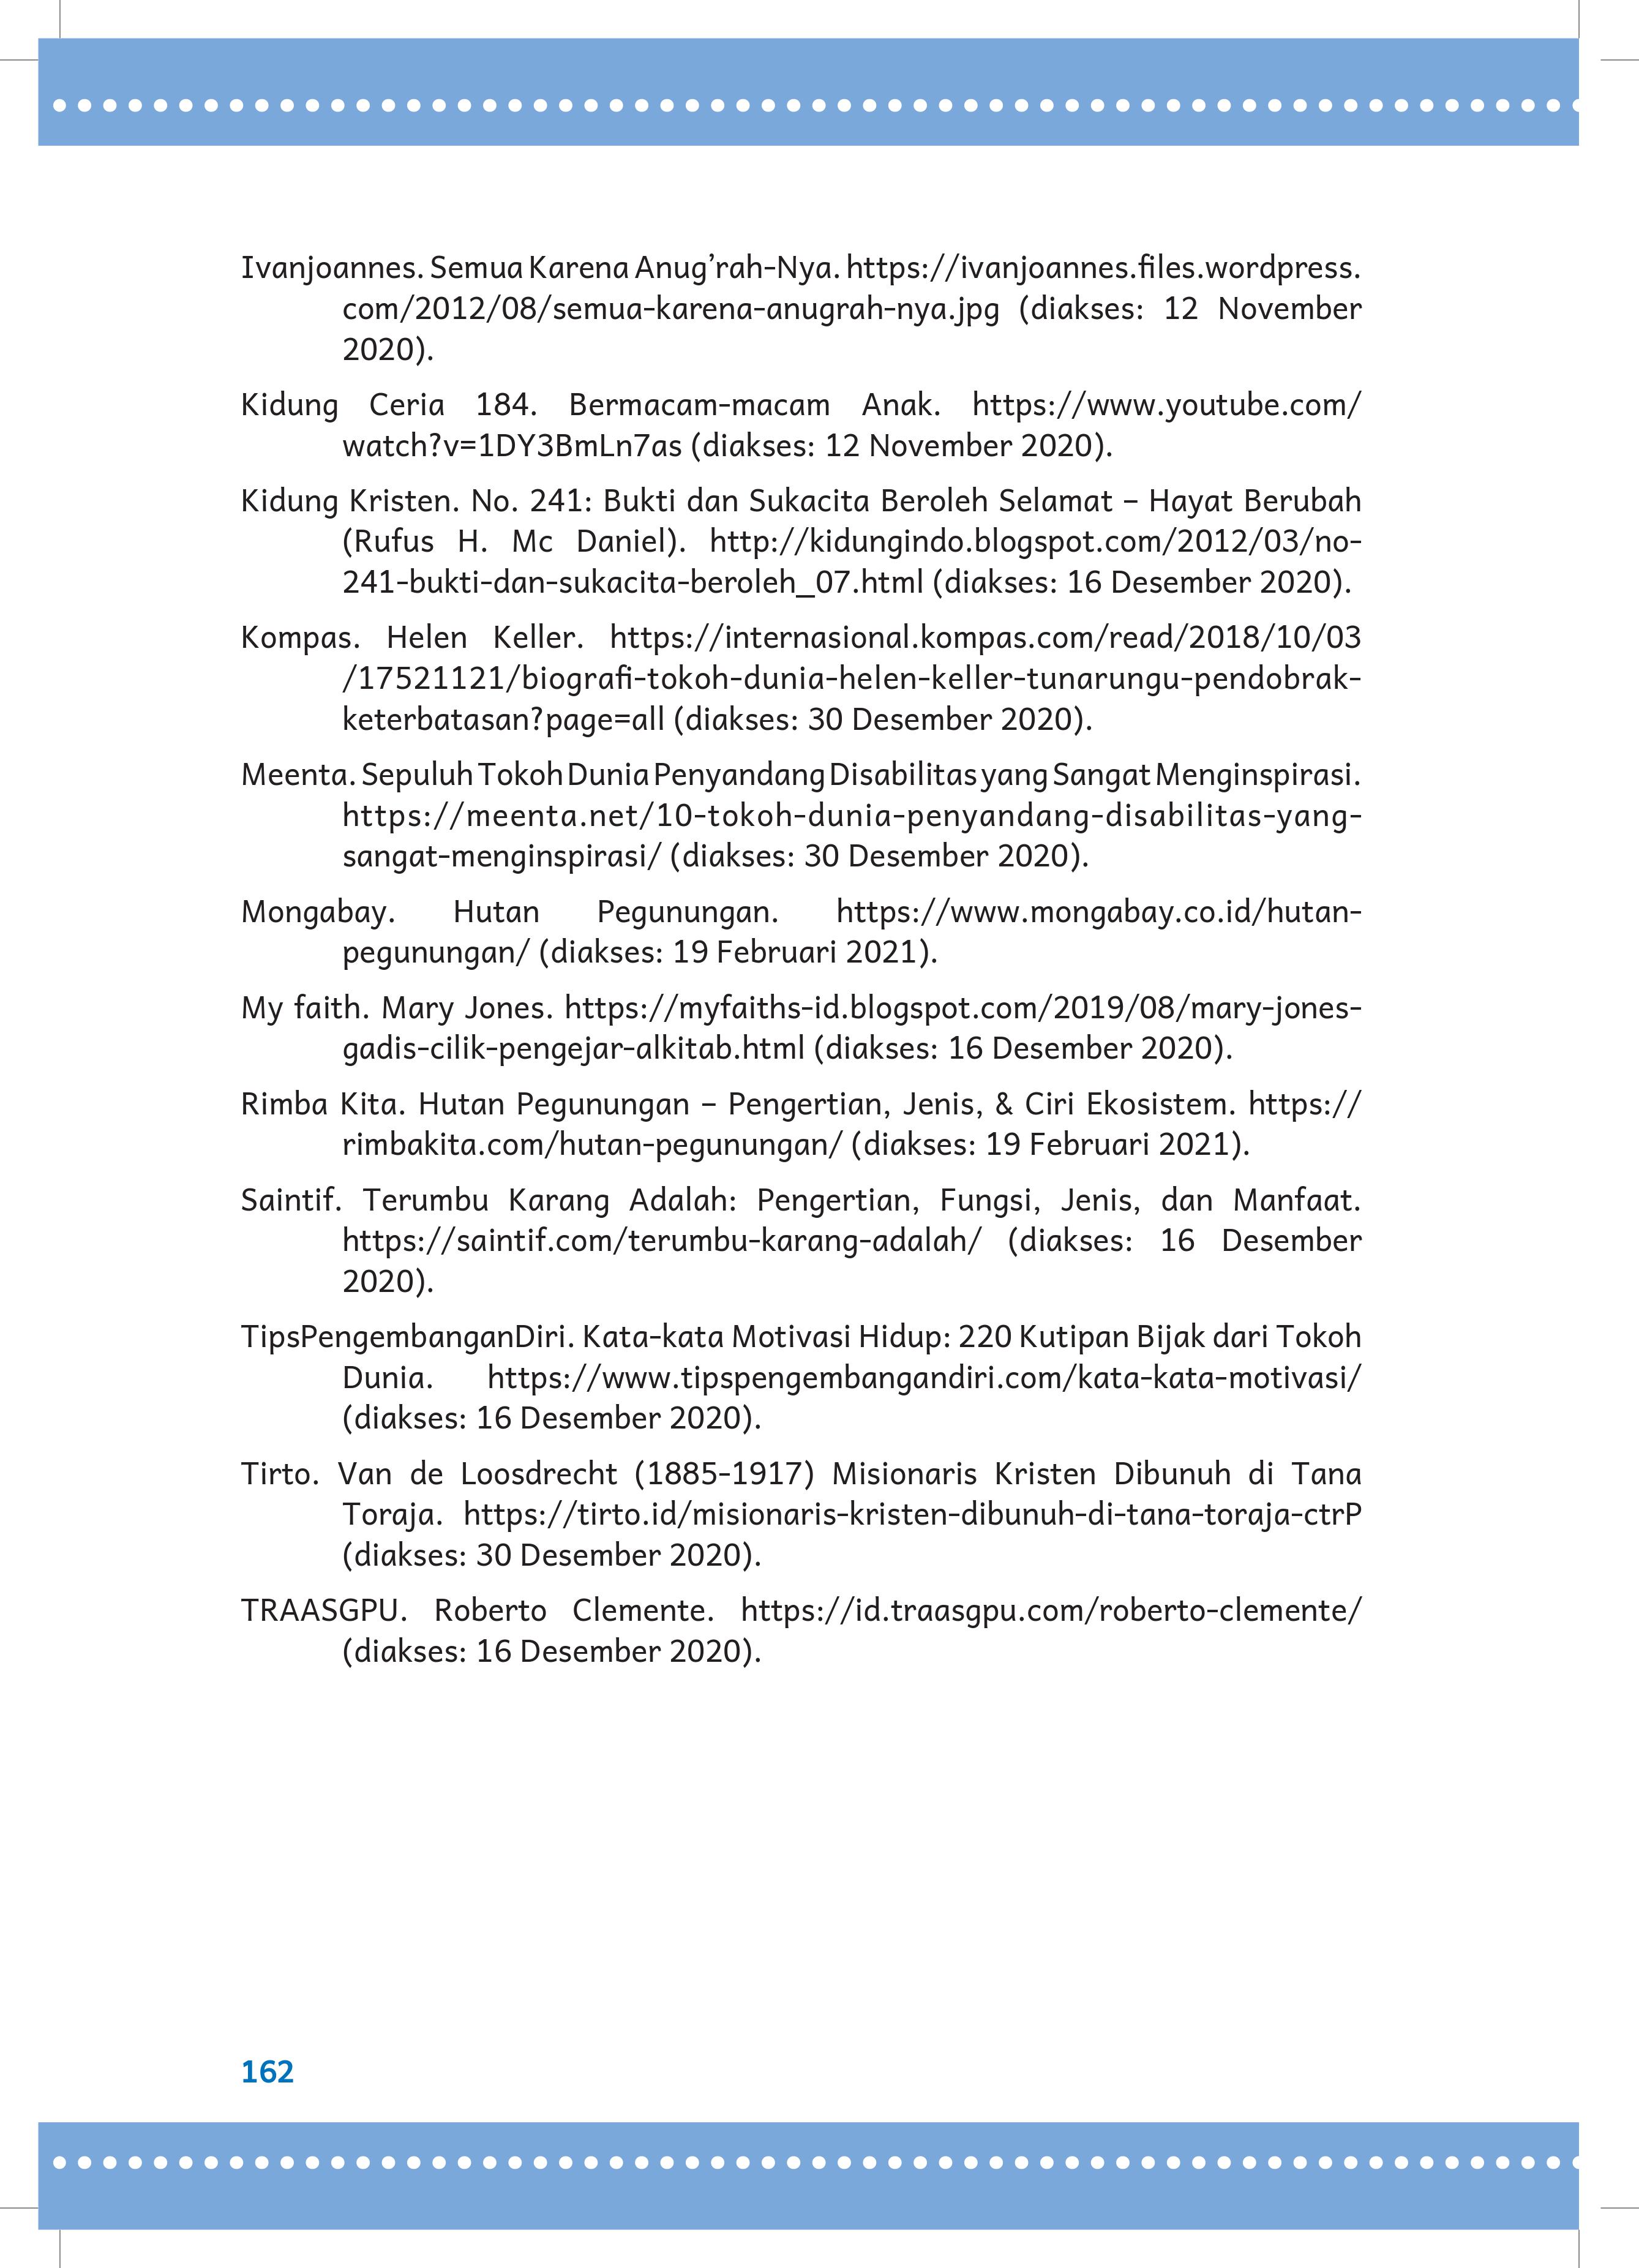 Ivanjoannes. Semua Karena Anug’rah-Nya. https://ivanjoannes.files.wordpress.
com/2012/08/semua-karena-anugrah-nya.jpg (diakses: 12 November
2020).
Kidung Ceria 184. Bermacam-macam Anak. https://www.youtube.com/
watch?v=1DY3BmLn7as (diakses: 12 November 2020).
Kidung Kristen. No. 241: Bukti dan Sukacita Beroleh Selamat – Hayat Berubah
(Rufus H. Mc Daniel). http://kidungindo.blogspot.com/2012/03/no-
241-bukti-dan-sukacita-beroleh_07.html (diakses: 16 Desember 2020).
Kompas. Helen Keller. https://internasional.kompas.com/read/2018/10/03
/17521121/biografi-tokoh-dunia-helen-keller-tunarungu-pendobrak-
keterbatasan?page=all (diakses: 30 Desember 2020).
Meenta. Sepuluh Tokoh Dunia Penyandang Disabilitas yang Sangat Menginspirasi.
https://meenta.net/10-tokoh-dunia-penyandang-disabilitas-yang-
sangat-menginspirasi/ (diakses: 30 Desember 2020).
Mongabay. Hutan Pegunungan. https://www.mongabay.co.id/hutan-
pegunungan/ (diakses: 19 Februari 2021).
My faith. Mary Jones. https://myfaiths-id.blogspot.com/2019/08/mary-jones-
gadis-cilik-pengejar-alkitab.html (diakses: 16 Desember 2020).
Rimba Kita. Hutan Pegunungan – Pengertian, Jenis, & Ciri Ekosistem. https://
rimbakita.com/hutan-pegunungan/ (diakses: 19 Februari 2021).
Saintif. Terumbu Karang Adalah: Pengertian, Fungsi, Jenis, dan Manfaat.
https://saintif.com/terumbu-karang-adalah/ (diakses: 16 Desember
2020).
TipsPengembanganDiri. Kata-kata Motivasi Hidup: 220 Kutipan Bijak dari Tokoh
Dunia. https://www.tipspengembangandiri.com/kata-kata-motivasi/
(diakses: 16 Desember 2020).
Tirto. Van de Loosdrecht (1885-1917) Misionaris Kristen Dibunuh di Tana
Toraja. https://tirto.id/misionaris-kristen-dibunuh-di-tana-toraja-ctrP
(diakses: 30 Desember 2020).
TRAASGPU. Roberto Clemente. https://id.traasgpu.com/roberto-clemente/
(diakses: 16 Desember 2020).
162